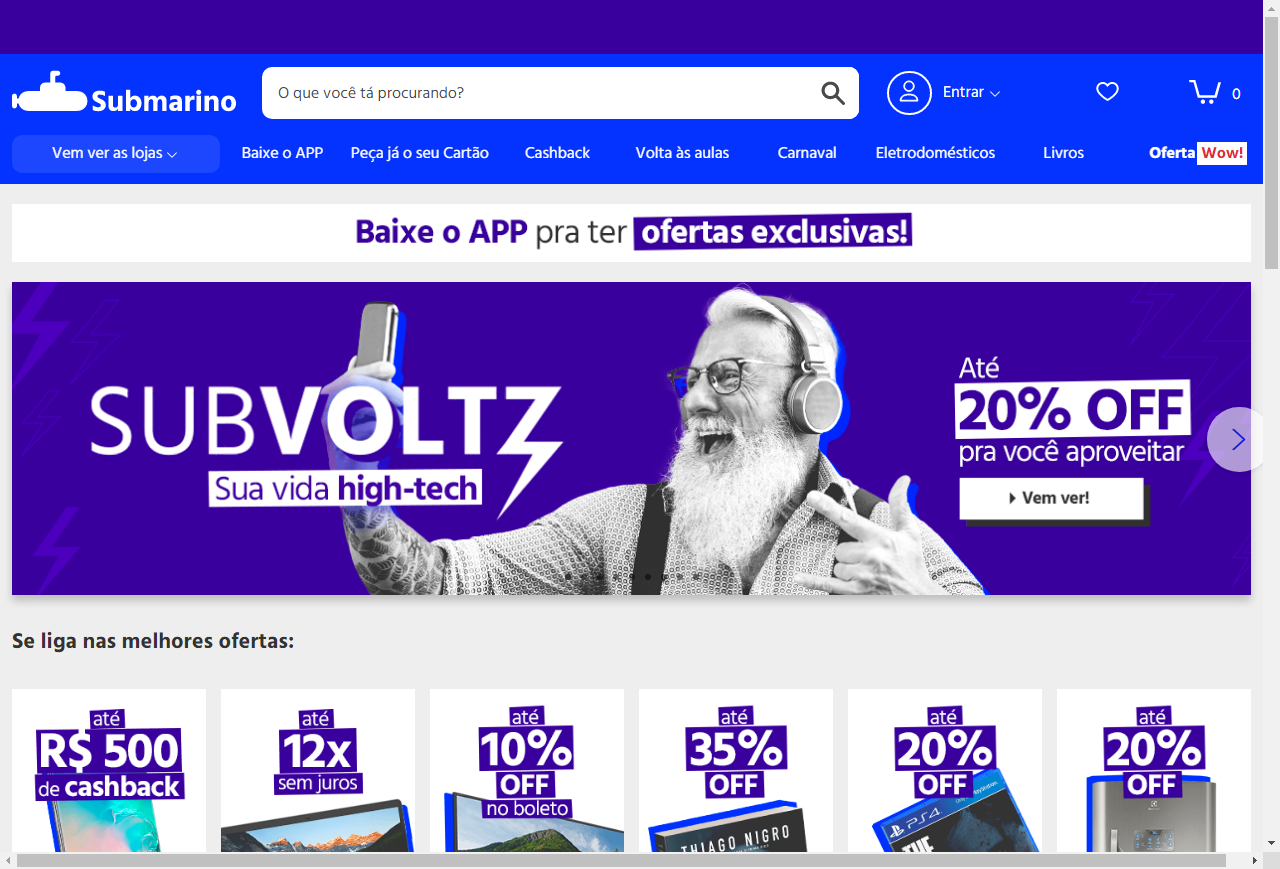 Submarino
O que você tá procurando?
Entrar
0
Vem ver as lojas
Baixe o APP
Peça já o seu Cartão
Cashback
Volta às aulas
Carnaval
Eletrodomésticos
Livros
Oferta Wow!
Baixe o APP pra ter ofertas exclusivas!
SUBVOLTZ
Sua vida high-tech
Até
20% OFF
pra você aproveitar
Vem ver!
Se liga nas melhores ofertas:
até
R$ 500
de cashback
até
12x
sem juros
até
10%
OFF
no boleto
até
35%
OFF
THIAGO NIGRO
até
20%
OFF
PS4
THE
até
20%
OFF